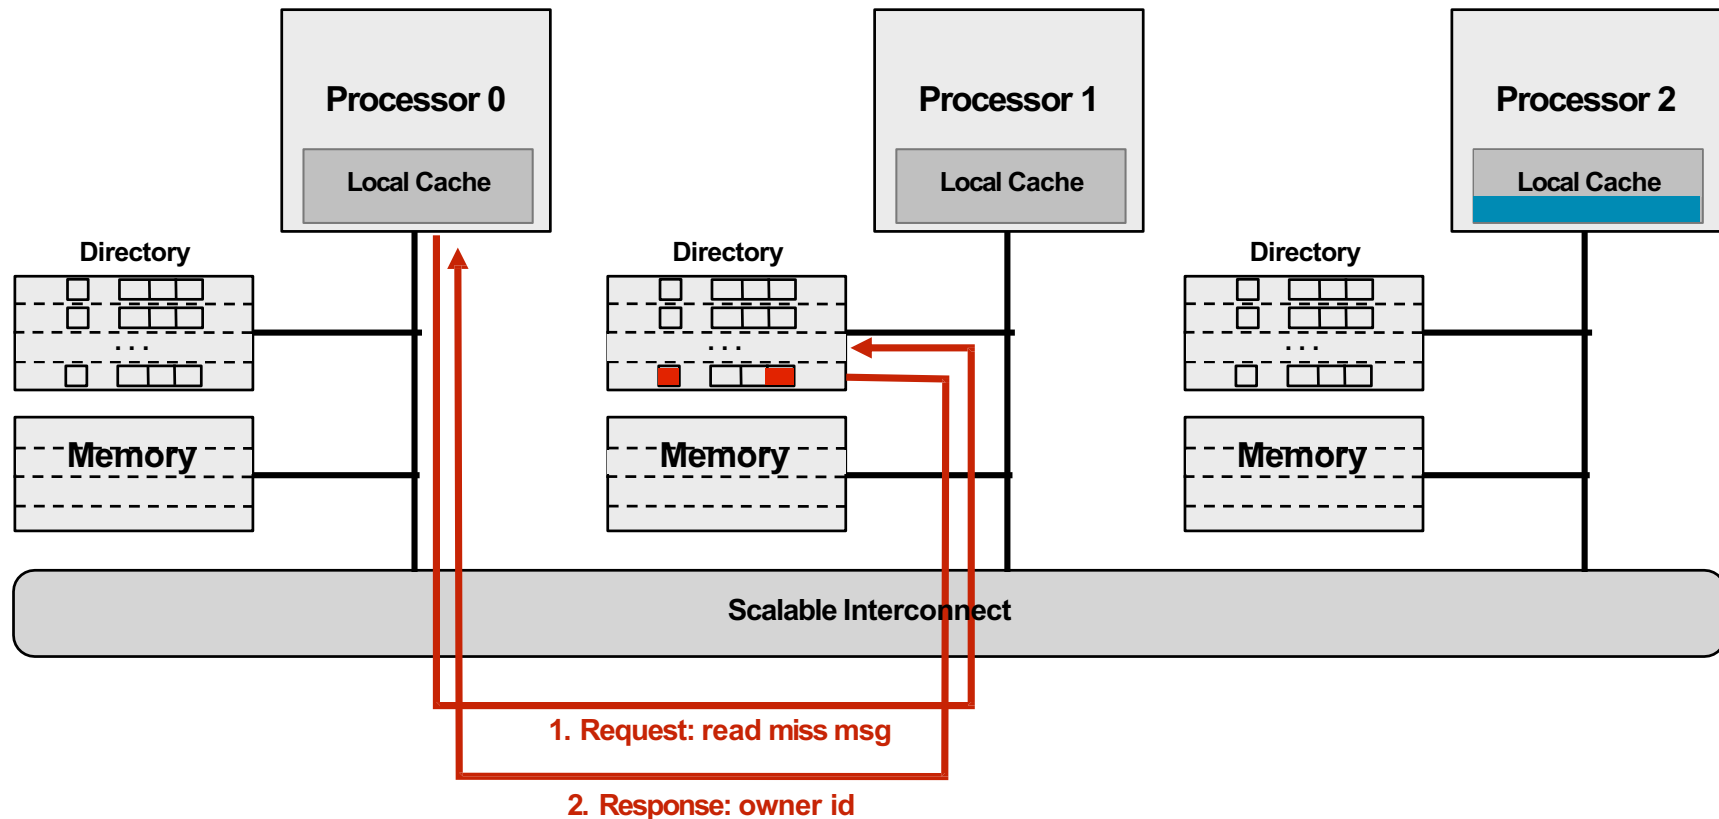 Processor 0
Processor 1
Processor 2
Local Cache
Local Cache
Local Cache
Directory
Directory
Directory
. . .
. . .
. . .
Memory
Memory
Memory
Scalable Interconnect
1. Request: read miss msg
2. Response: owner id